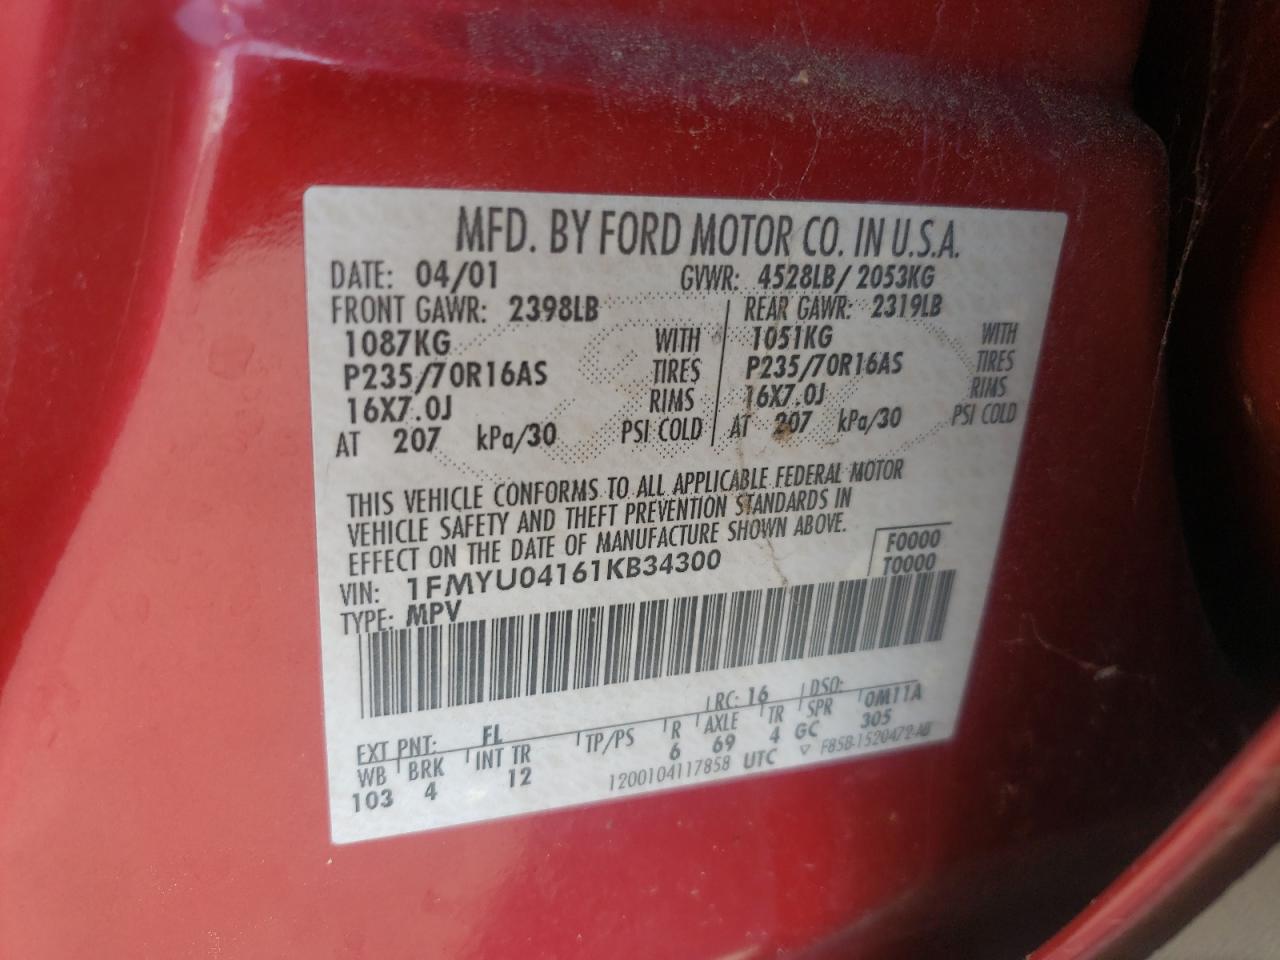 MFD. BY FORD MOTOR CO. IN U.S.A.
DATE: 04/01 GVWR: 4528LB/ 2053KG
FRONT GAWR: 2398LB REAR GAWR: 2319LB
1087KG WITH 1051KG WITH
P235/70R16AS TIRES P235/70R16AS TIRES
16X7.0J RIMS 16X7.0J RIMS
AT 207 kPa/30 PSI COLD AT 207 kPa/30 PSI COLD
THIS VEHICLE CONFORMS TO ALL APPLICABLE FEDERAL MOTOR
VEHICLE SAFETY AND THEFT PREVENTION STANDARDS IN
EFFECT ON THE DATE OF MANUFACTURE SHOWN ABOVE.
F0000
VIN: 1FMYU04161KB34300 T0000
TYPE: MPV
EXT PNT: FL RC: 16 DSO:
WB BRK INT TR TP/PS R AXLE TR SPR 0M11A
103 4 12 6 69 4 GC 305
1200104117858 UTC ▽ F85B-1520472-AB